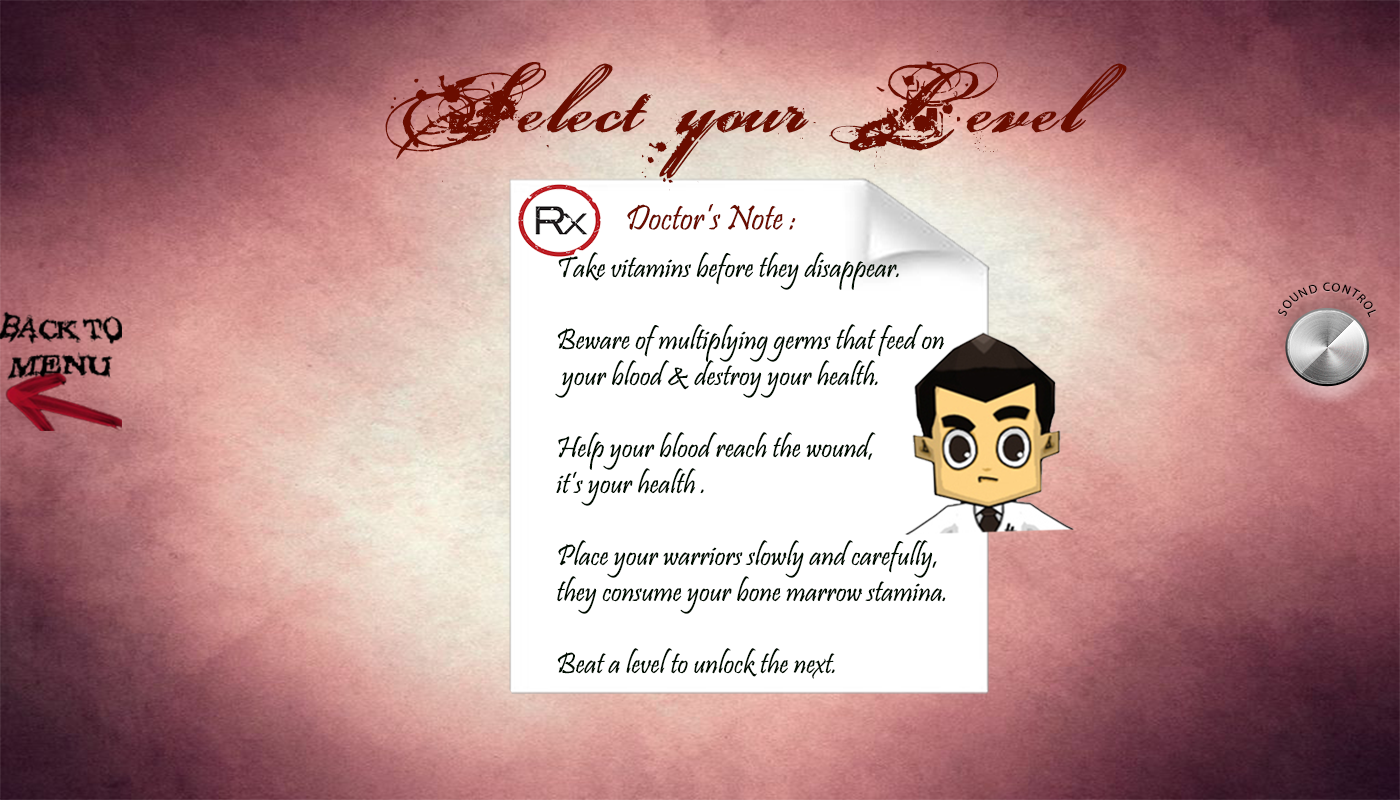 Select your Level
Rx
Doctor's Note :
Take vitamins before they disappear.
Beware of multiplying germs that feed on
your blood & destroy your health.
Help your blood reach the wound,
it's your health .
Place your warriors slowly and carefully,
they consume your bone marrow stamina.
Beat a level to unlock the next.
BACK TO
MENU
SOUND CONTROL